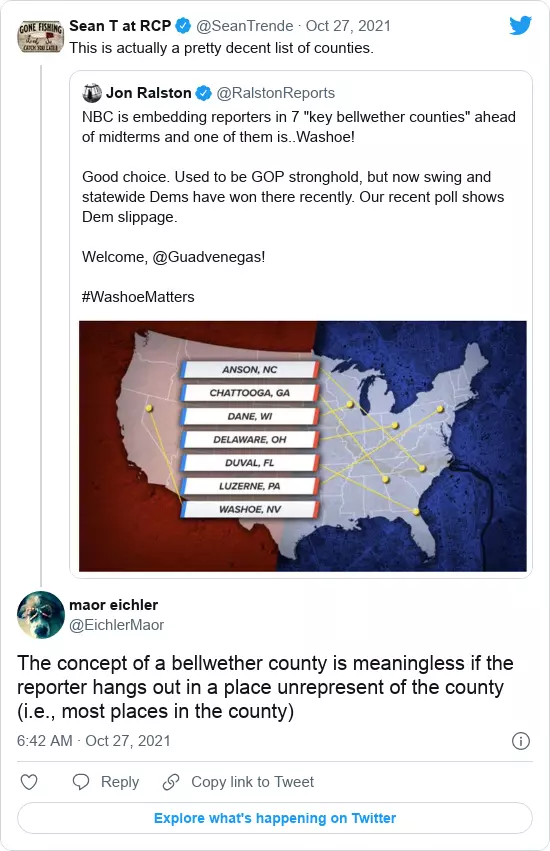 GONE FISHING
Sean T at RCP @SeanTrende · Oct 27, 2021
This is actually a pretty decent list of counties.
Jon Ralston @RalstonReports
NBC is embedding reporters in 7 "key bellwether counties" ahead
of midterms and one of them is..Washoe!
Good choice. Used to be GOP stronghold, but now swing and
statewide Dems have won there recently. Our recent poll shows
Dem slippage.
Welcome, @Guadvenegas!
#WashoeMatters
ANSON, NC
CHATTOOGA, GA
DANE, WI
DELAWARE, OH
DUVAL, FL
LUZERNE, PA
WASHOE, NV
maor eichler
@EichlerMaor
The concept of a bellwether county is meaningless if the
reporter hangs out in a place unrepresent of the county
(i.e., most places in the county)
6:42 AM · Oct 27, 2021
Reply
Copy link to Tweet
Explore what's happening on Twitter